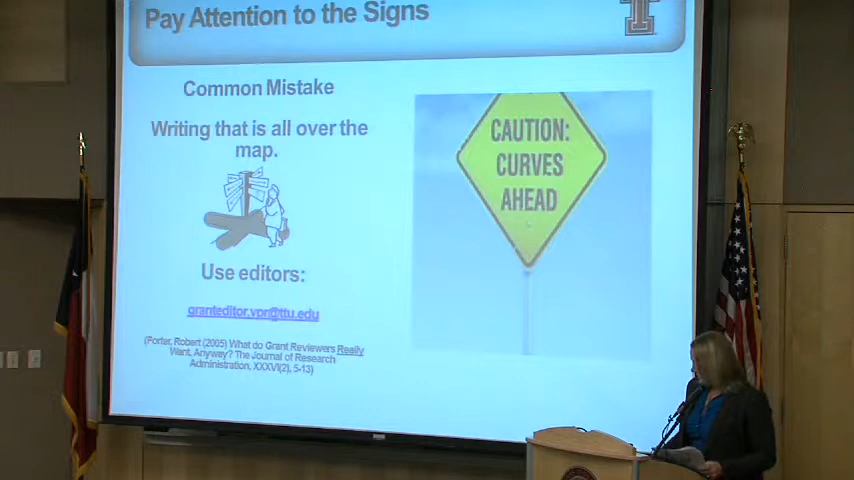 Pay Attention to the Signs
Common Mistake
Writing that is all over the
map.
Use editors:
granteditor.vpr@ttu.edu
(Porter, Robert (2005) What do Grant Reviewers Really
Want, Anyway? The Journal of Research
Administration. XXXVI(2), 5-13)
CAUTION:
CURVES
AHEAD